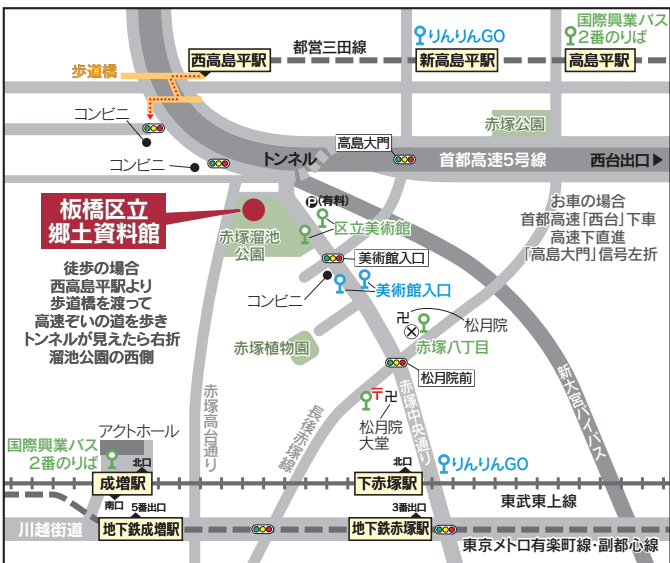 国際興業バス
2番のりば
りんりんGO
都営三田線
西高島平駅
新高島平駅
高島平駅
歩道橋
コンビニ
赤塚公園
高島大門
コンビニ
トンネル
首都高速5号線
西台出口▶
板橋区立
郷土資料館
P(有料)
区立美術館
赤塚溜池
公園
お車の場合
首都高速「西台」下車
高速下直進
「高島大門」信号左折
美術館入口
徒歩の場合
西高島平駅より
歩道橋を渡って
高速ぞいの道を歩き
トンネルが見えたら右折
溜池公園の西側
コンビニ
美術館入口
卍
松月院
赤塚八丁目
赤塚植物園
松月院前
新大宮バイパス
赤塚高台通り
長後赤塚線
赤塚中央通り
〒
卍
松月院
大堂
アクトホール
国際興業バス
2番のりば
北口
成増駅
南口
5番出口
北口
下赤塚駅
りんりんGO
東武東上線
3番出口
川越街道
地下鉄成増駅
地下鉄赤塚駅
東京メトロ有楽町線・副都心線